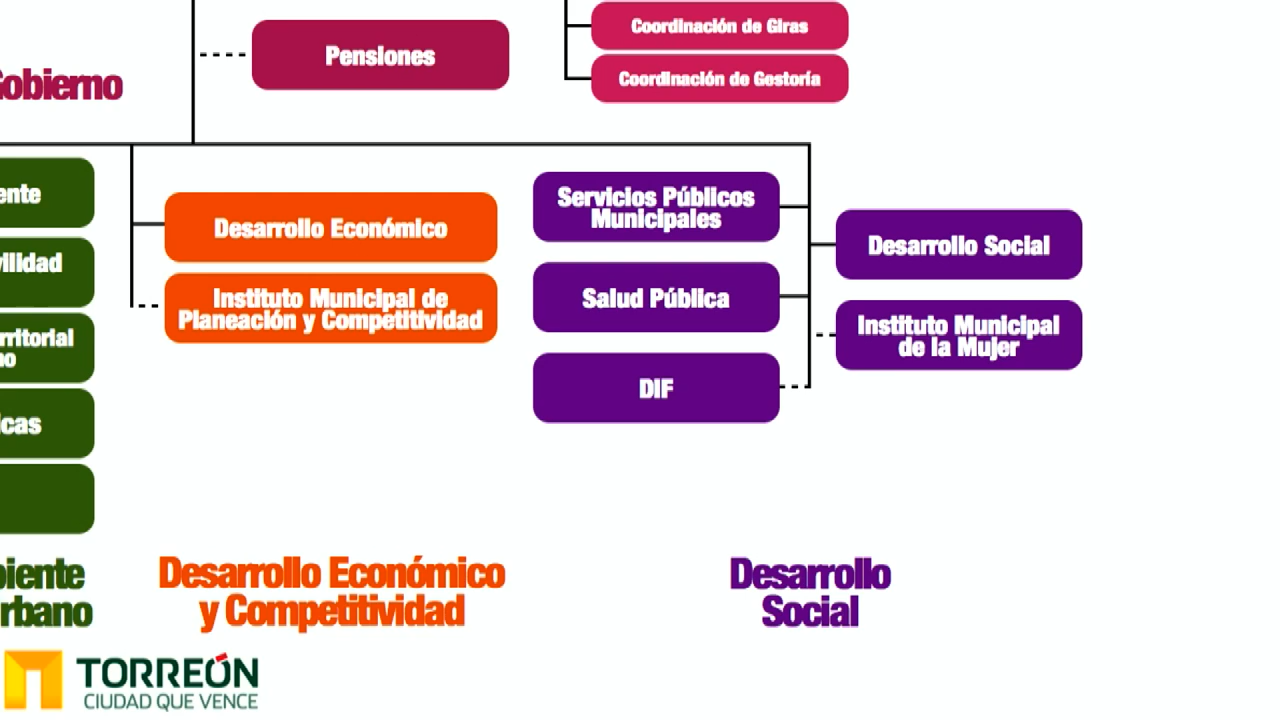 Coordinación de Giras
Pensiones
Coordinación de Gestoría
Gobierno
Desarrollo Económico
Instituto Municipal de
Planeación y Competitividad
Servicios Públicos
Municipales
Salud Pública
DIF
Desarrollo Social
Instituto Municipal
de la Mujer
Desarrollo Económico
y Competitividad
Desarrollo
Social
TORREÓN
CIUDAD QUE VENCE